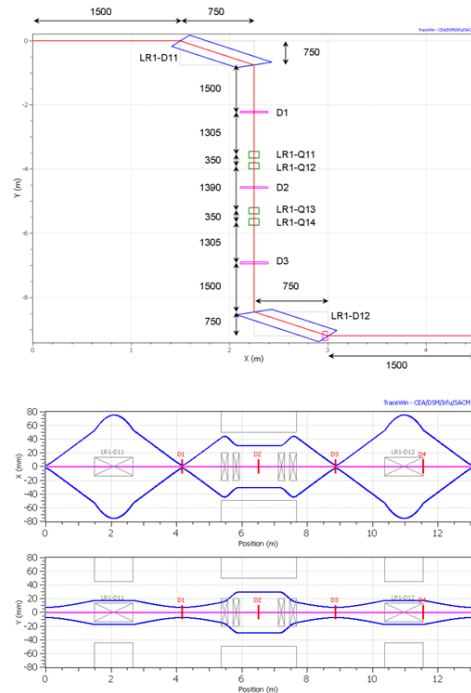 1500
750
TraceWin - CEA/DSM/Irfu/SACM
0
LR1-D11
750
1500
-2
D1
1305
350
LR1-Q11
LR1-Q12
-4
Y (m)
1390
D2
350
LR1-Q13
LR1-Q14
-6
1305
D3
1500
750
-8
750
LR1-D12
0
1
2
3
4
X (m)
1500
TraceWin - CEA/DSM/Irfu/SACM
80
60
40
20
0
-20
-40
-60
-80
X (mm)
LR1-D11
D1
D2
D3
LR1-D12
D4
0
2
4
6
8
10
12
Position (m)
80
60
40
20
0
-20
-40
-60
-80
Y (mm)
LR1-D11
D1
D2
D3
LR1-D12
D4
0
2
4
6
8
10
12
Position (m)